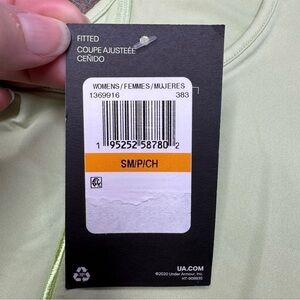 FITTED
COUPE AJUSTÉE
CEÑIDO
WOMENS/FEMMES/MUJERES
1369916 383
1 95252 58780 2
SM/P/CH
UA.COM
©2020 Under Armour, Inc.